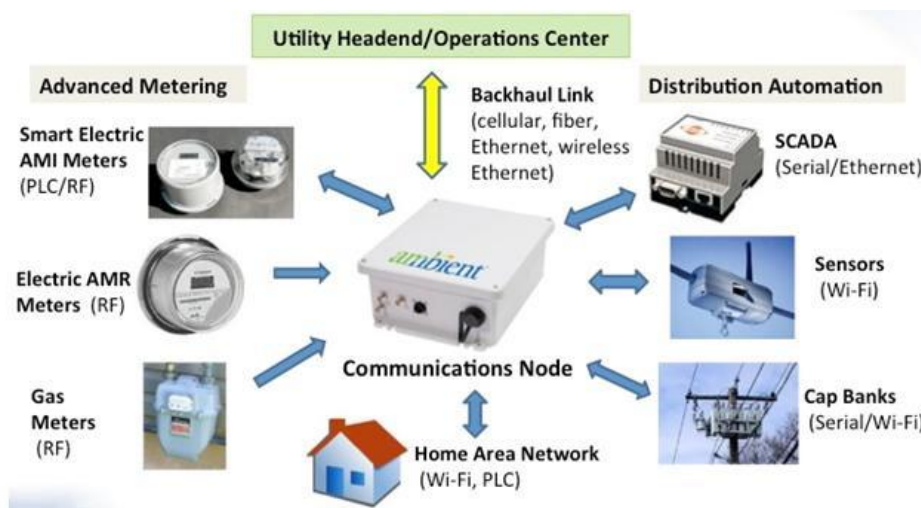 Utility Headend/Operations Center
Advanced Metering
Backhaul Link
(cellular, fiber,
Ethernet, wireless
Ethernet)
Distribution Automation
Smart Electric
AMI Meters
(PLC/RF)
SCADA
(Serial/Ethernet)
ambient
Electric AMR
Meters (RF)
Sensors
(Wi-Fi)
Communications Node
Gas
Meters
(RF)
Cap Banks
(Serial/Wi-Fi)
Home Area Network
(Wi-Fi, PLC)